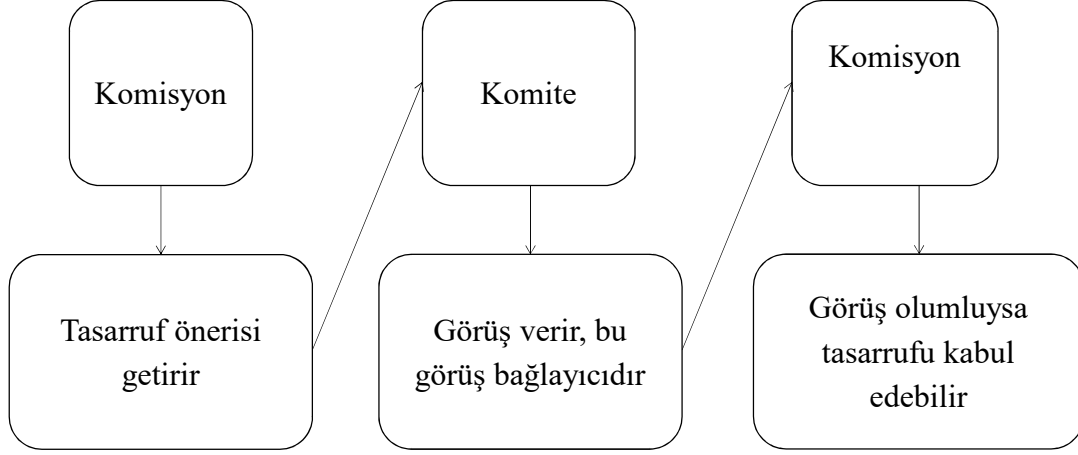 Komisyon
Tasarruf önerisi
getirir
Komite
Görüş verir, bu
görüş bağlayıcıdır
Komisyon
Görüş olumluysa
tasarrufu kabul
edebilir